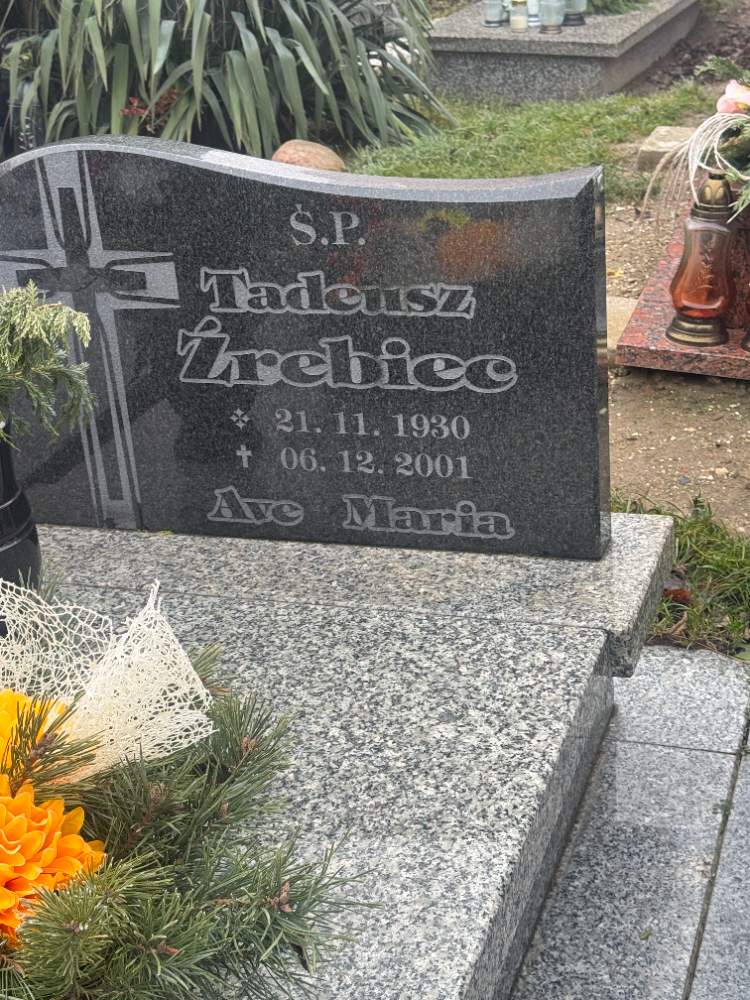 Ś.P.
Tadeusz
Źrebiec
21. 11. 1930
✝ 06. 12. 2001
Ave Maria